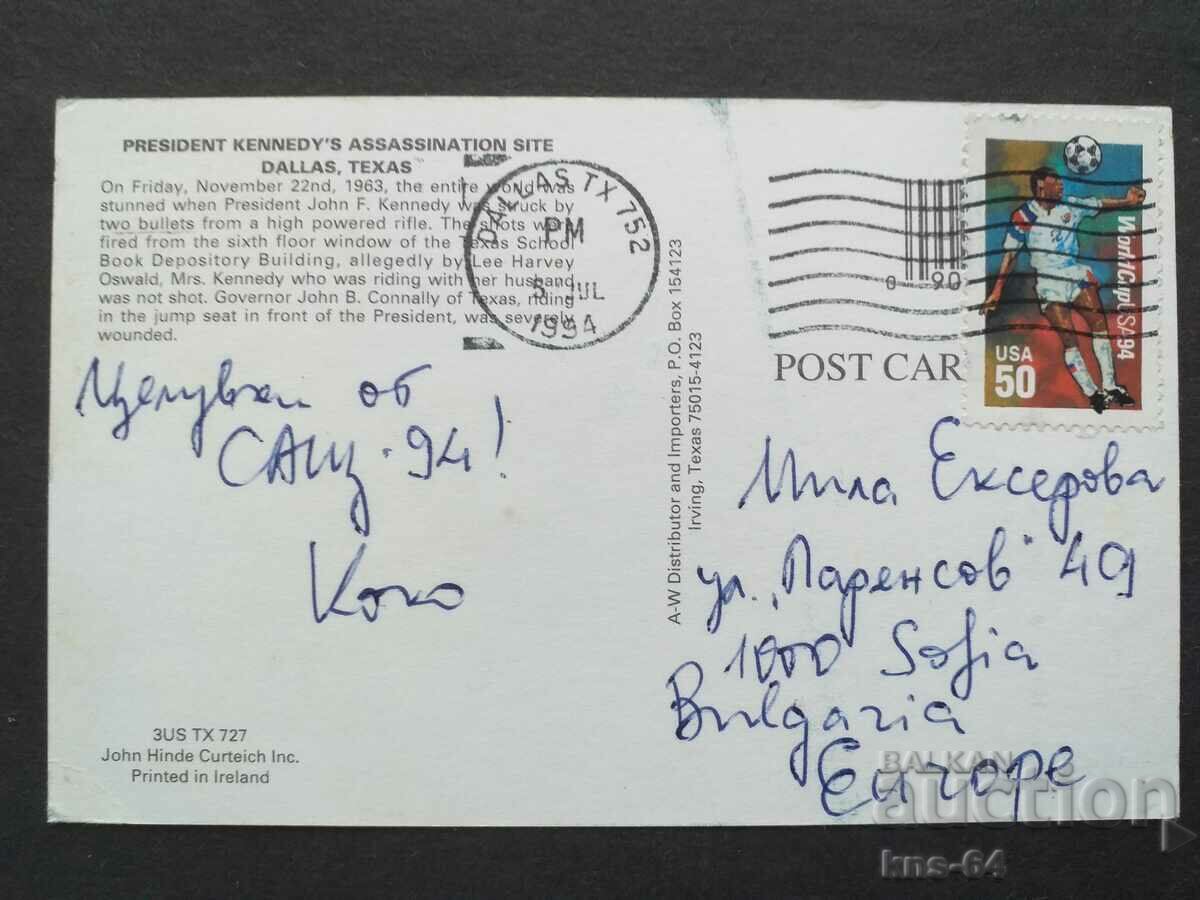 PRESIDENT KENNEDY'S ASSASSINATION SITE
DALLAS, TEXAS
On Friday, November 22nd, 1963, the entire world was
stunned when President John F. Kennedy was struck by
two bullets from a high powered rifle. The shots were
fired from the sixth floor window of the Texas School
Book Depository Building, allegedly by Lee Harvey
Oswald, Mrs. Kennedy who was riding with her husband
was not shot. Governor John B. Connally of Texas, riding
in the jump seat in front of the President, was severely
wounded.
DALLAS TX 752
PM
5 JUL
1994
0 90
World Cup USA 94
USA
50
POST CAR
Целувки от
САЩ-94!
Коко
A-W Distributor and Importers, P.O. Box 154123
Irving, Texas 75015-4123
Мила Ексерова
ул. „Паренсов" 49
1000 Sofia
Bulgaria
Europe
3US TX 727
John Hinde Curteich Inc.
Printed in Ireland
BALKAN
auction
kns-64